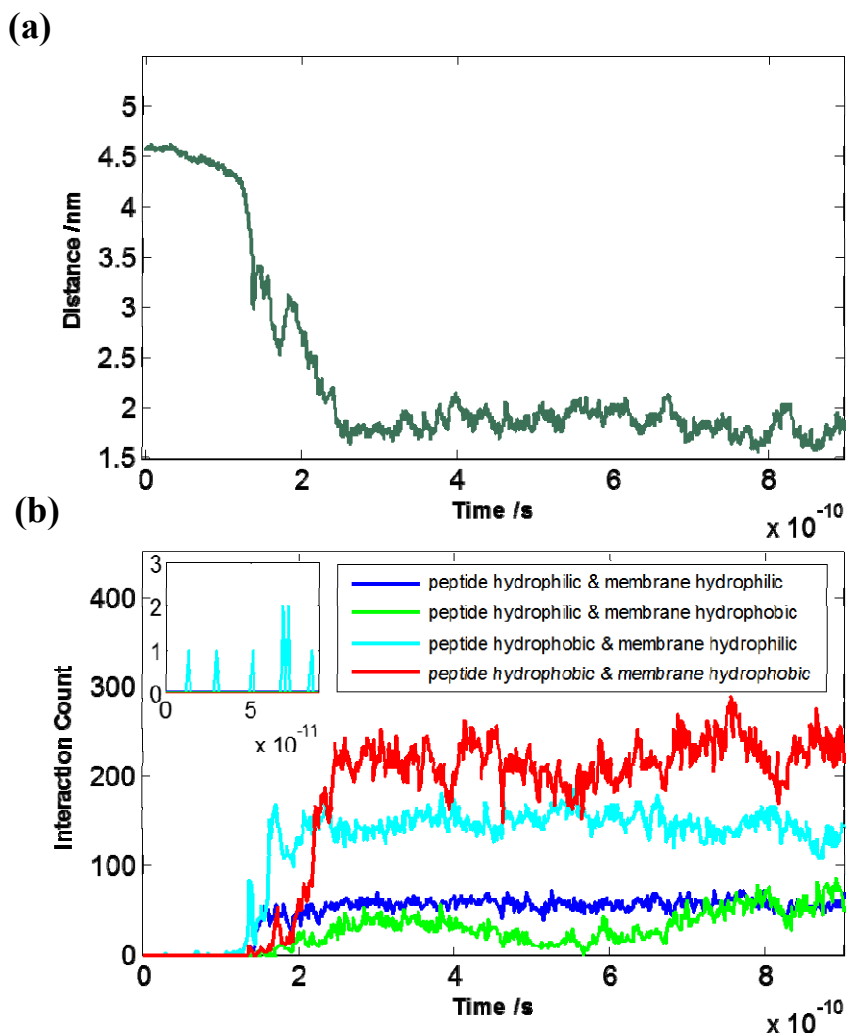 (a)
5
4.5
4
3.5
3
2.5
2
1.5
Distance /nm
0 2 4 6 8
Time /s
x 10^-10
(b)
400
300
200
100
0
Interaction Count
3
2
1
0
0 5
x 10^-11
peptide hydrophilic & membrane hydrophilic
peptide hydrophilic & membrane hydrophobic
peptide hydrophobic & membrane hydrophilic
peptide hydrophobic & membrane hydrophobic
0 2 4 6 8
Time /s
x 10^-10